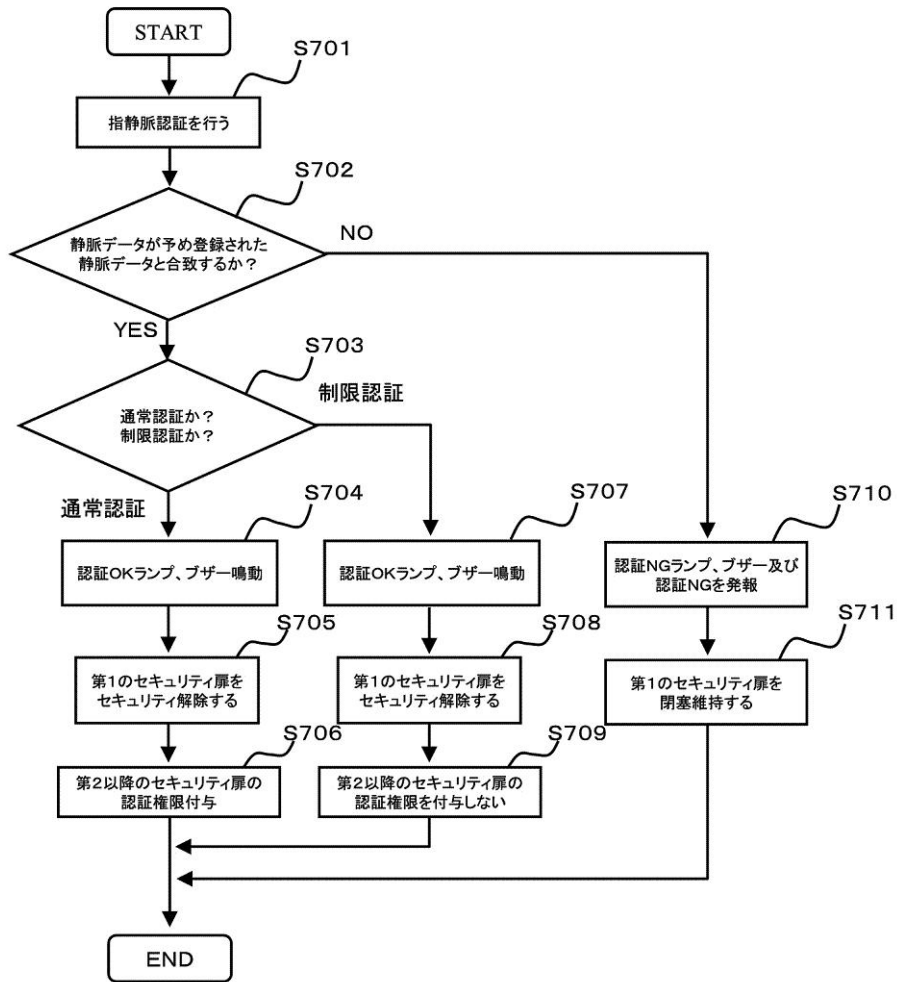 START
S701
指静脈認証を行う
S702
静脈データが予め登録された
静脈データと合致するか？
NO
YES
S703
通常認証か？
制限認証か？
制限認証
通常認証
S704
認証OKランプ、ブザー鳴動
S707
認証OKランプ、ブザー鳴動
S710
認証NGランプ、ブザー及び
認証NGを発報
S705
第1のセキュリティ扉を
セキュリティ解除する
S708
第1のセキュリティ扉を
セキュリティ解除する
S711
第1のセキュリティ扉を
閉塞維持する
S706
第2以降のセキュリティ扉の
認証権限付与
S709
第2以降のセキュリティ扉の
認証権限を付与しない
END